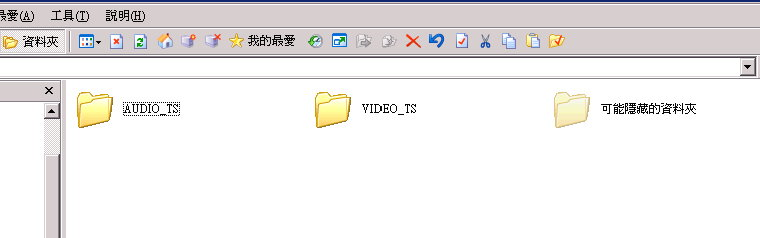 最愛(A) 工具(T) 說明(H)
資料夾 我的最愛
AUDIO_TS VIDEO_TS 可能隱藏的資料夾